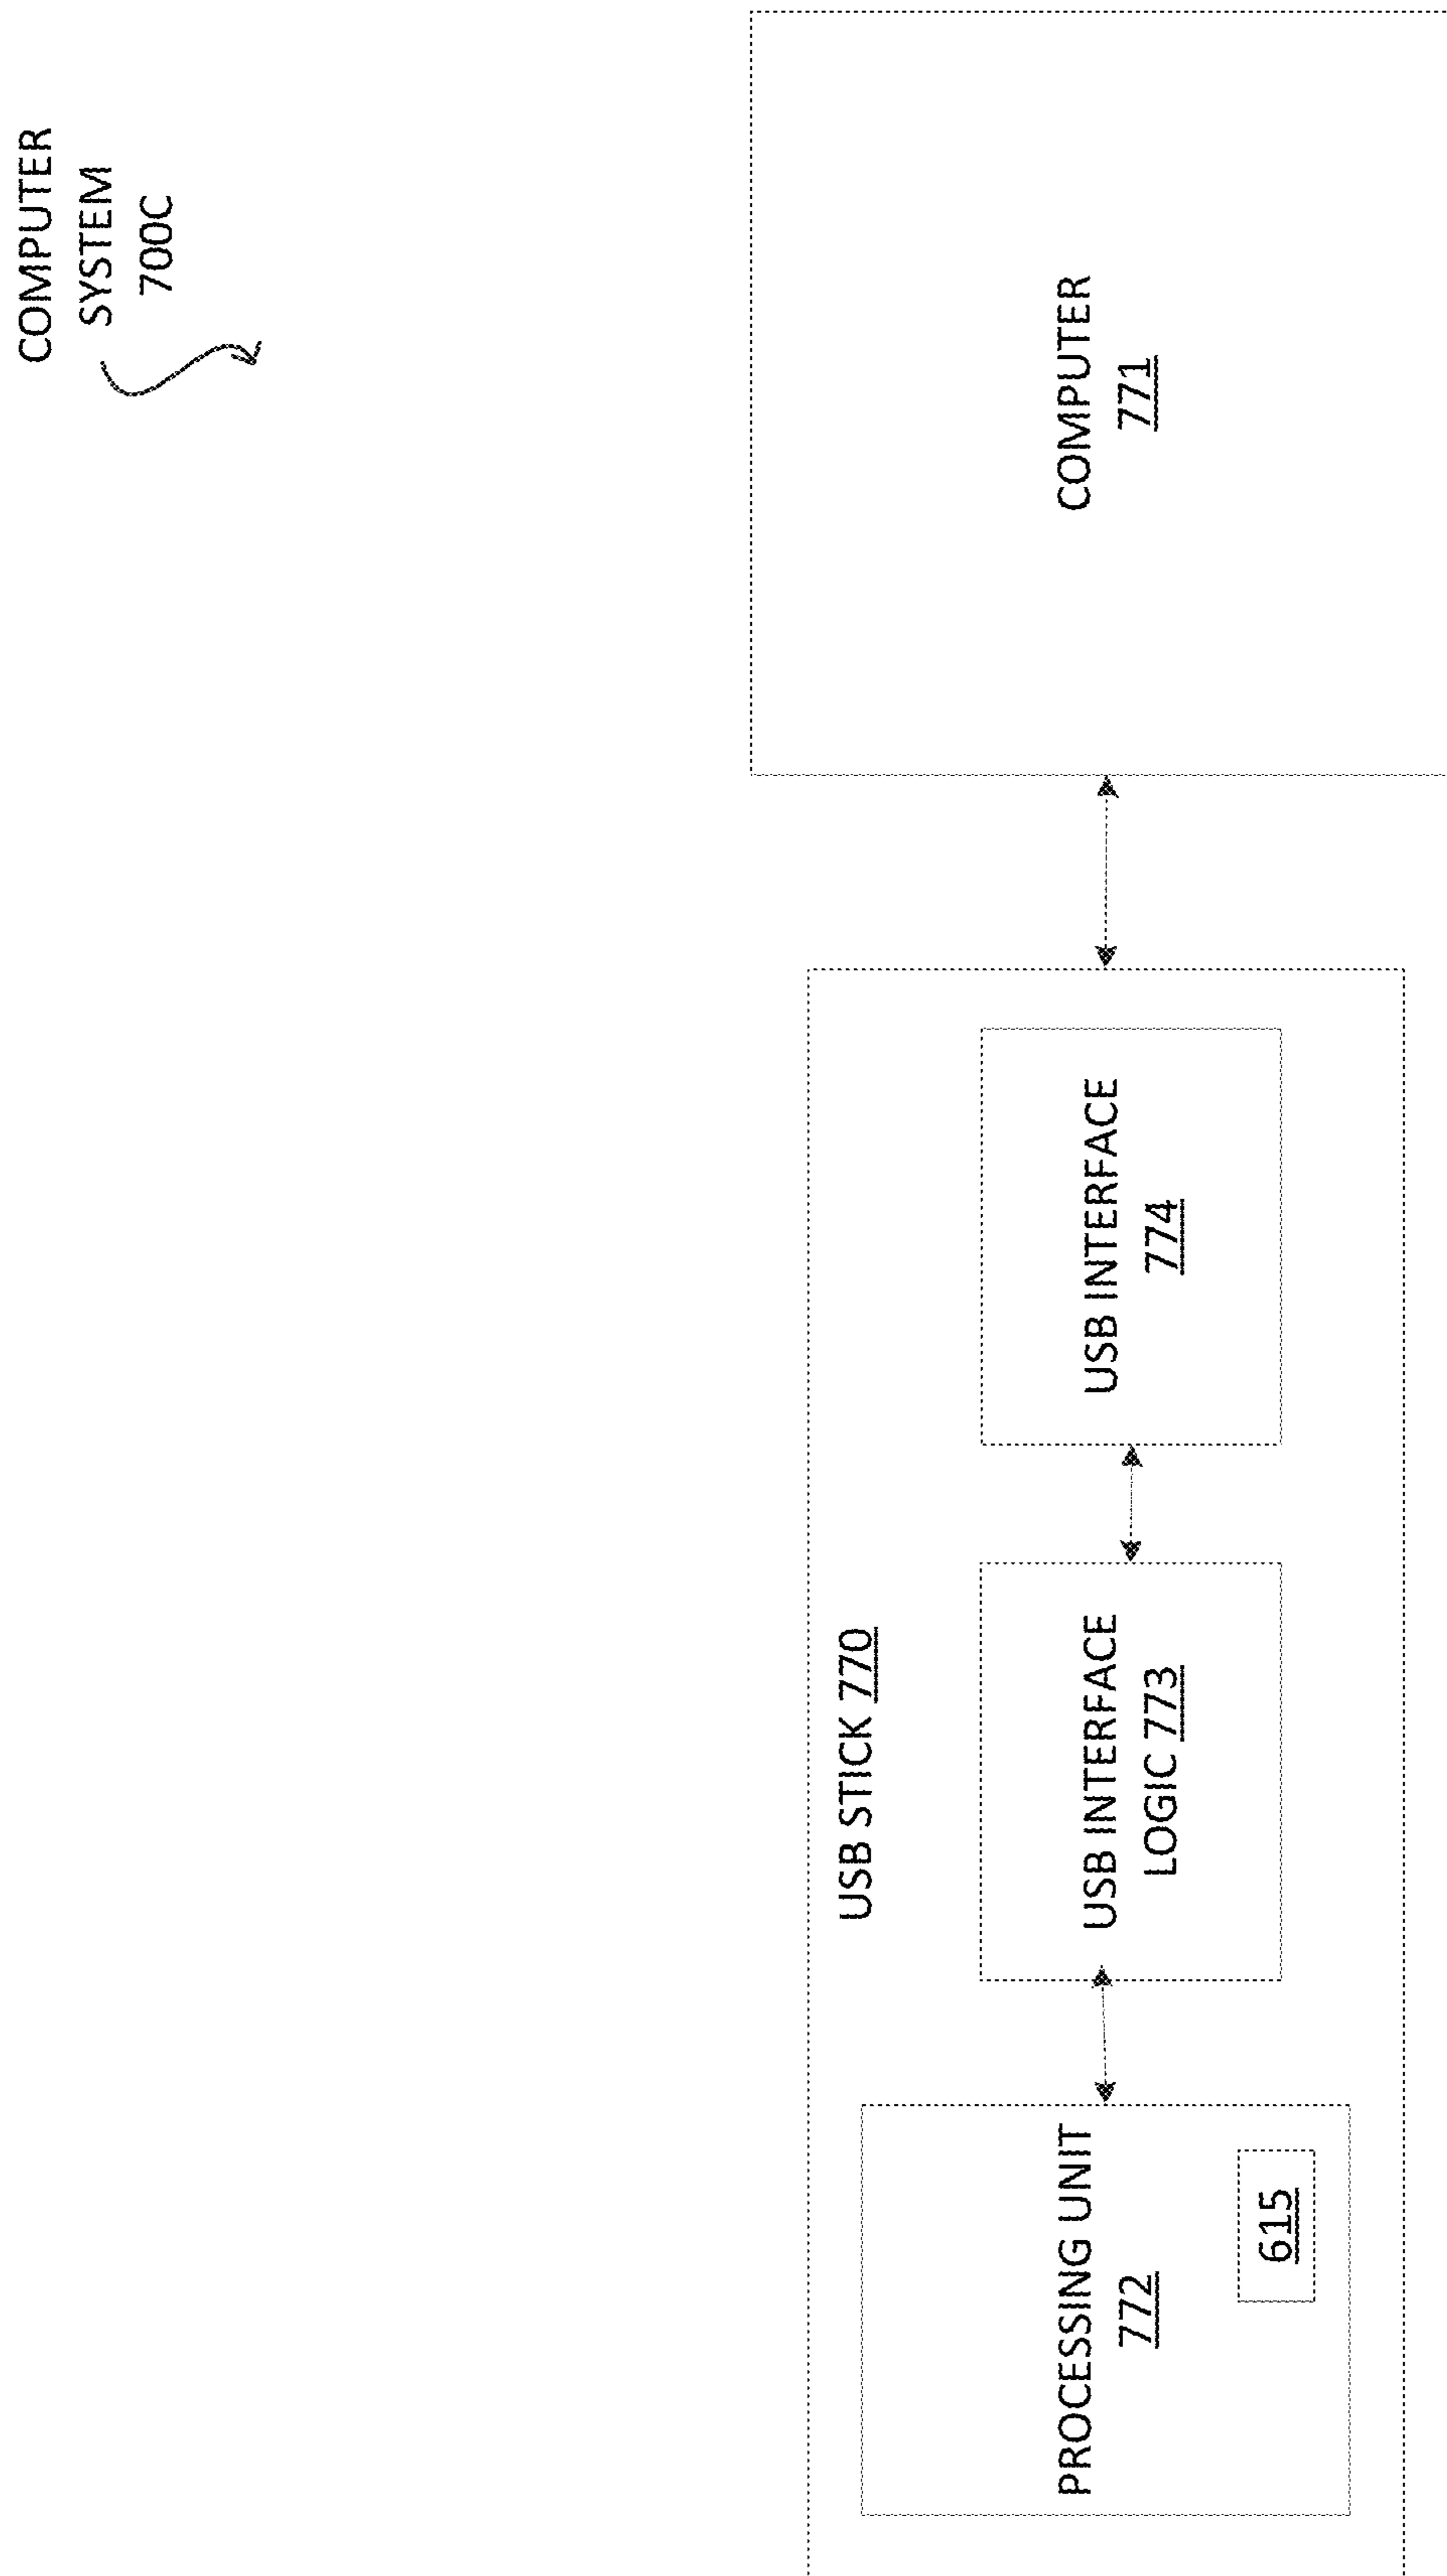 COMPUTER
SYSTEM
700C
COMPUTER
771
USB STICK 770
USB INTERFACE
774
USB INTERFACE
LOGIC 773
PROCESSING UNIT
772
615